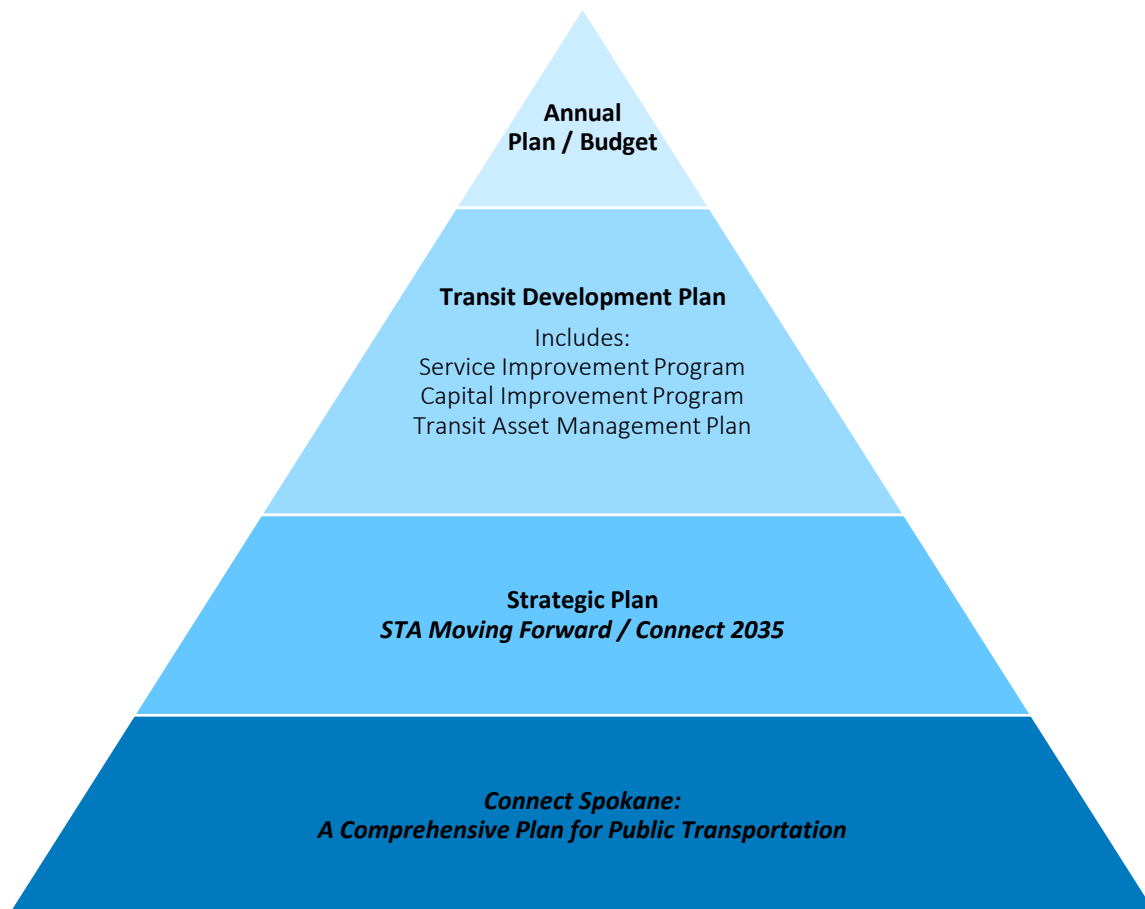 Annual
Plan / Budget
Transit Development Plan
Includes:
Service Improvement Program
Capital Improvement Program
Transit Asset Management Plan
Strategic Plan
STA Moving Forward / Connect 2035
Connect Spokane:
A Comprehensive Plan for Public Transportation